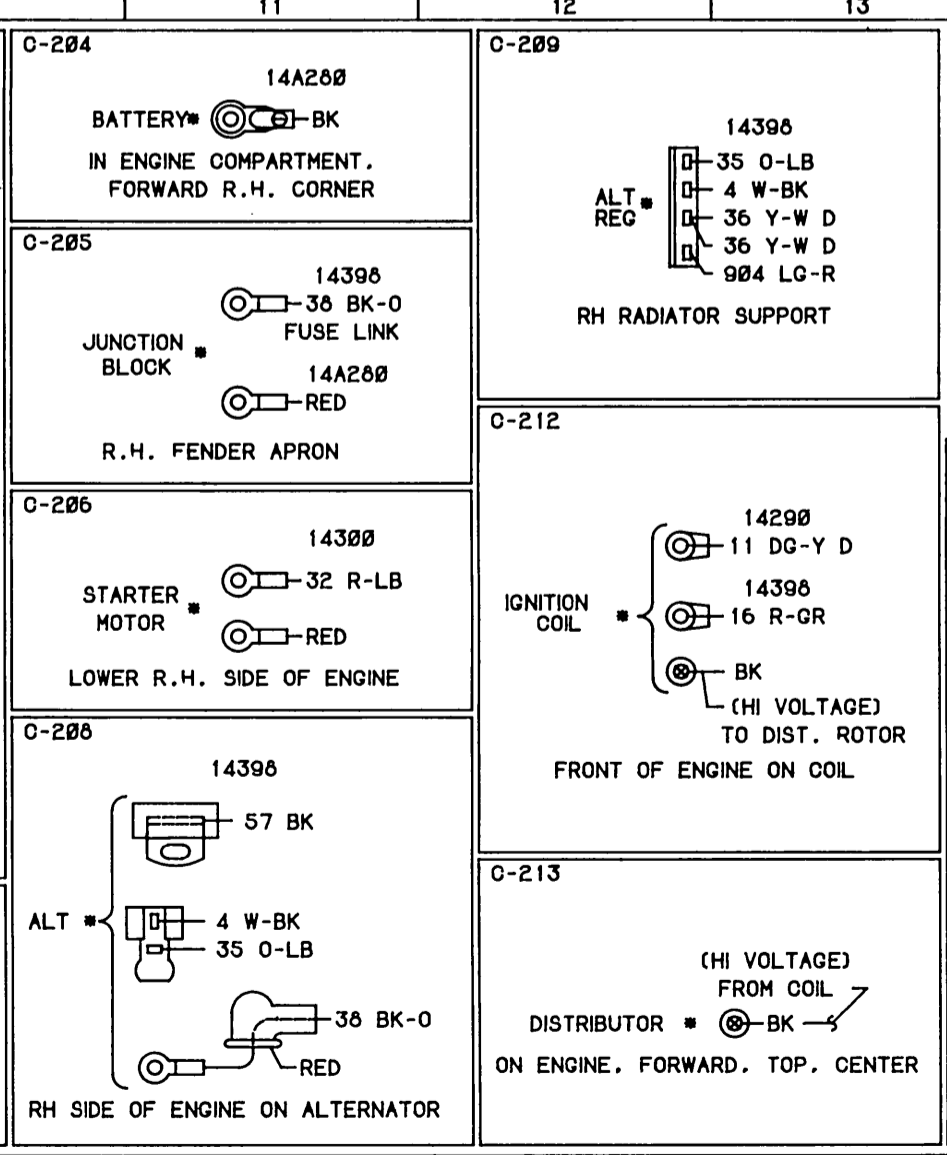 11
12
13
C-204
14A280
BATTERY* BK
IN ENGINE COMPARTMENT.
FORWARD R.H. CORNER
C-205
14398
38 BK-O
FUSE LINK
JUNCTION
BLOCK *
14A280
RED
R.H. FENDER APRON
C-206
14300
32 R-LB
STARTER
MOTOR *
RED
LOWER R.H. SIDE OF ENGINE
C-208
14398
57 BK
ALT *
4 W-BK
35 O-LB
38 BK-O
RED
RH SIDE OF ENGINE ON ALTERNATOR
C-209
14398
35 O-LB
4 W-BK
ALT
REG *
36 Y-W D
36 Y-W D
904 LG-R
RH RADIATOR SUPPORT
C-212
14290
11 DG-Y D
14398
16 R-GR
IGNITION
COIL *
BK
(HI VOLTAGE)
TO DIST. ROTOR
FRONT OF ENGINE ON COIL
C-213
(HI VOLTAGE)
FROM COIL
DISTRIBUTOR * BK
ON ENGINE. FORWARD. TOP. CENTER